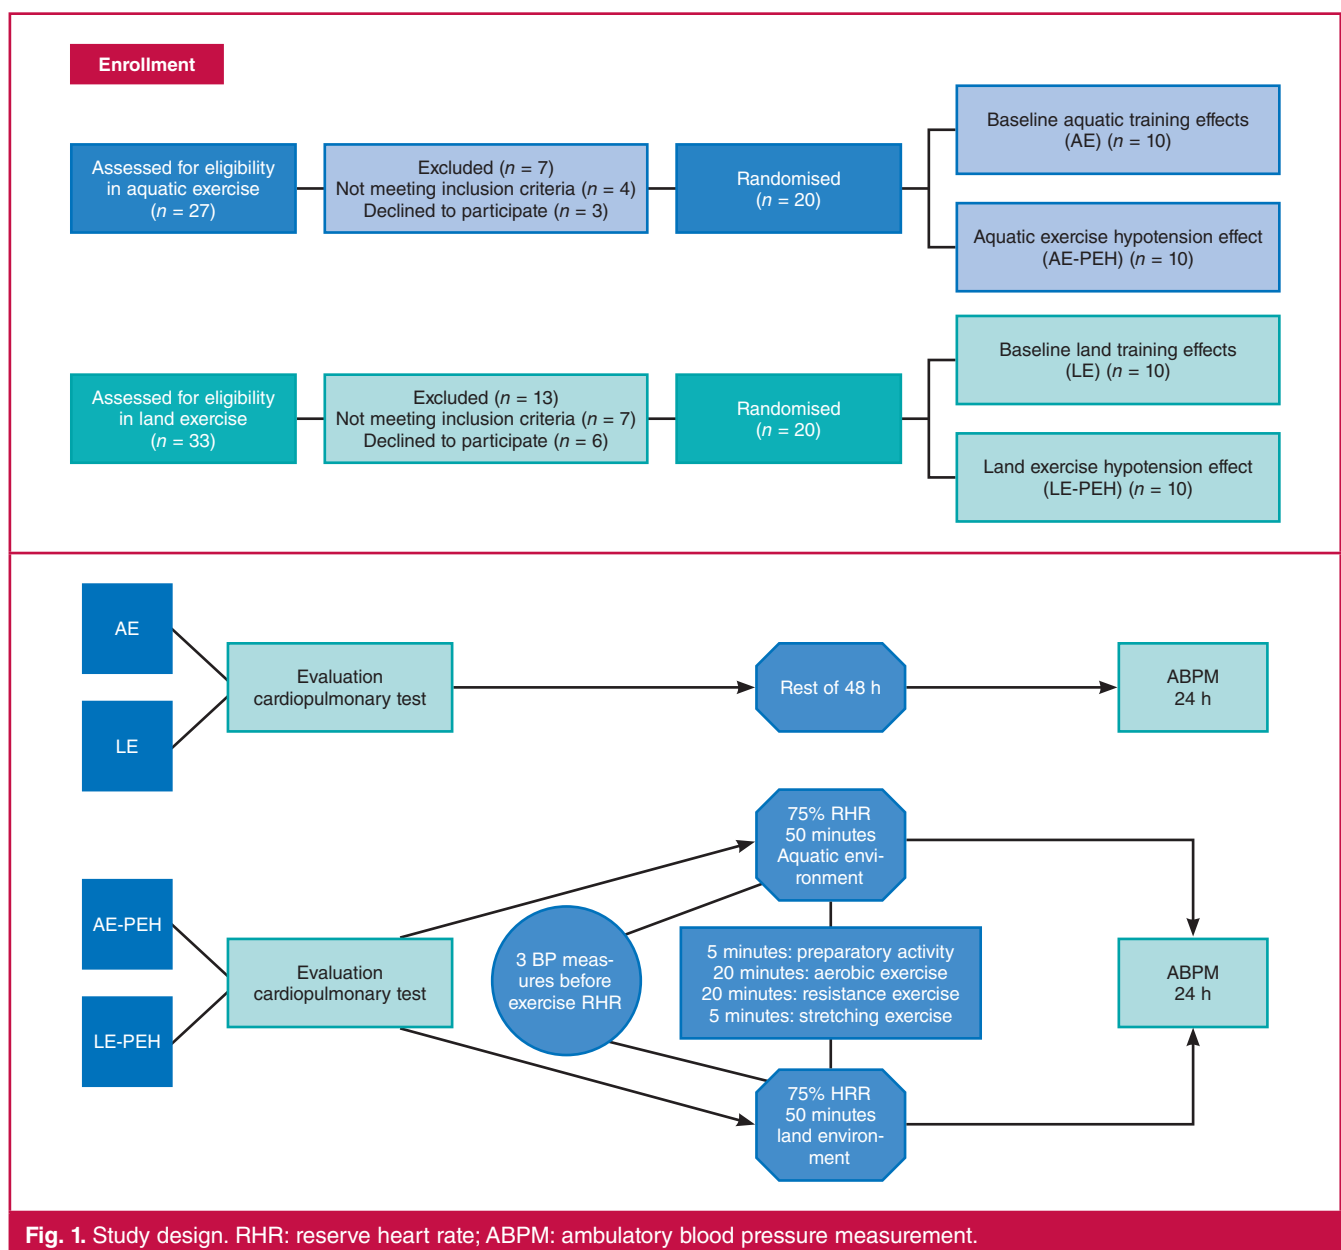 Enrollment
Assessed for eligibility
in aquatic exercise
(n = 27)
Excluded (n = 7)
Not meeting inclusion criteria (n = 4)
Declined to participate (n = 3)
Randomised
(n = 20)
Baseline aquatic training effects
(AE) (n = 10)
Aquatic exercise hypotension effect
(AE-PEH) (n = 10)
Assessed for eligibility
in land exercise
(n = 33)
Excluded (n = 13)
Not meeting inclusion criteria (n = 7)
Declined to participate (n = 6)
Randomised
(n = 20)
Baseline land training effects
(LE) (n = 10)
Land exercise hypotension effect
(LE-PEH) (n = 10)
AE
LE
Evaluation
cardiopulmonary test
Rest of 48 h
ABPM
24 h
AE-PEH
LE-PEH
Evaluation
cardiopulmonary test
3 BP meas-
ures before
exercise RHR
75% RHR
50 minutes
Aquatic envi-
ronment
5 minutes: preparatory activity
20 minutes: aerobic exercise
20 minutes: resistance exercise
5 minutes: stretching exercise
75% HRR
50 minutes
land environ-
ment
ABPM
24 h
Fig. 1. Study design. RHR: reserve heart rate; ABPM: ambulatory blood pressure measurement.